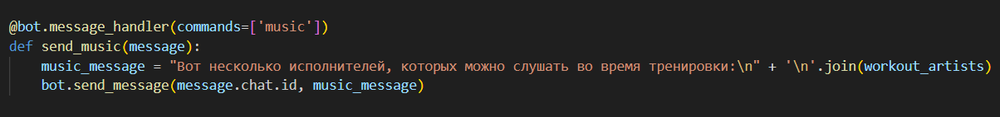 @bot.message_handler(commands=['music'])
def send_music(message):
    music_message = "Вот несколько исполнителей, которых можно слушать во время тренировки:\n" + '\n'.join(workout_artists)
    bot.send_message(message.chat.id, music_message)